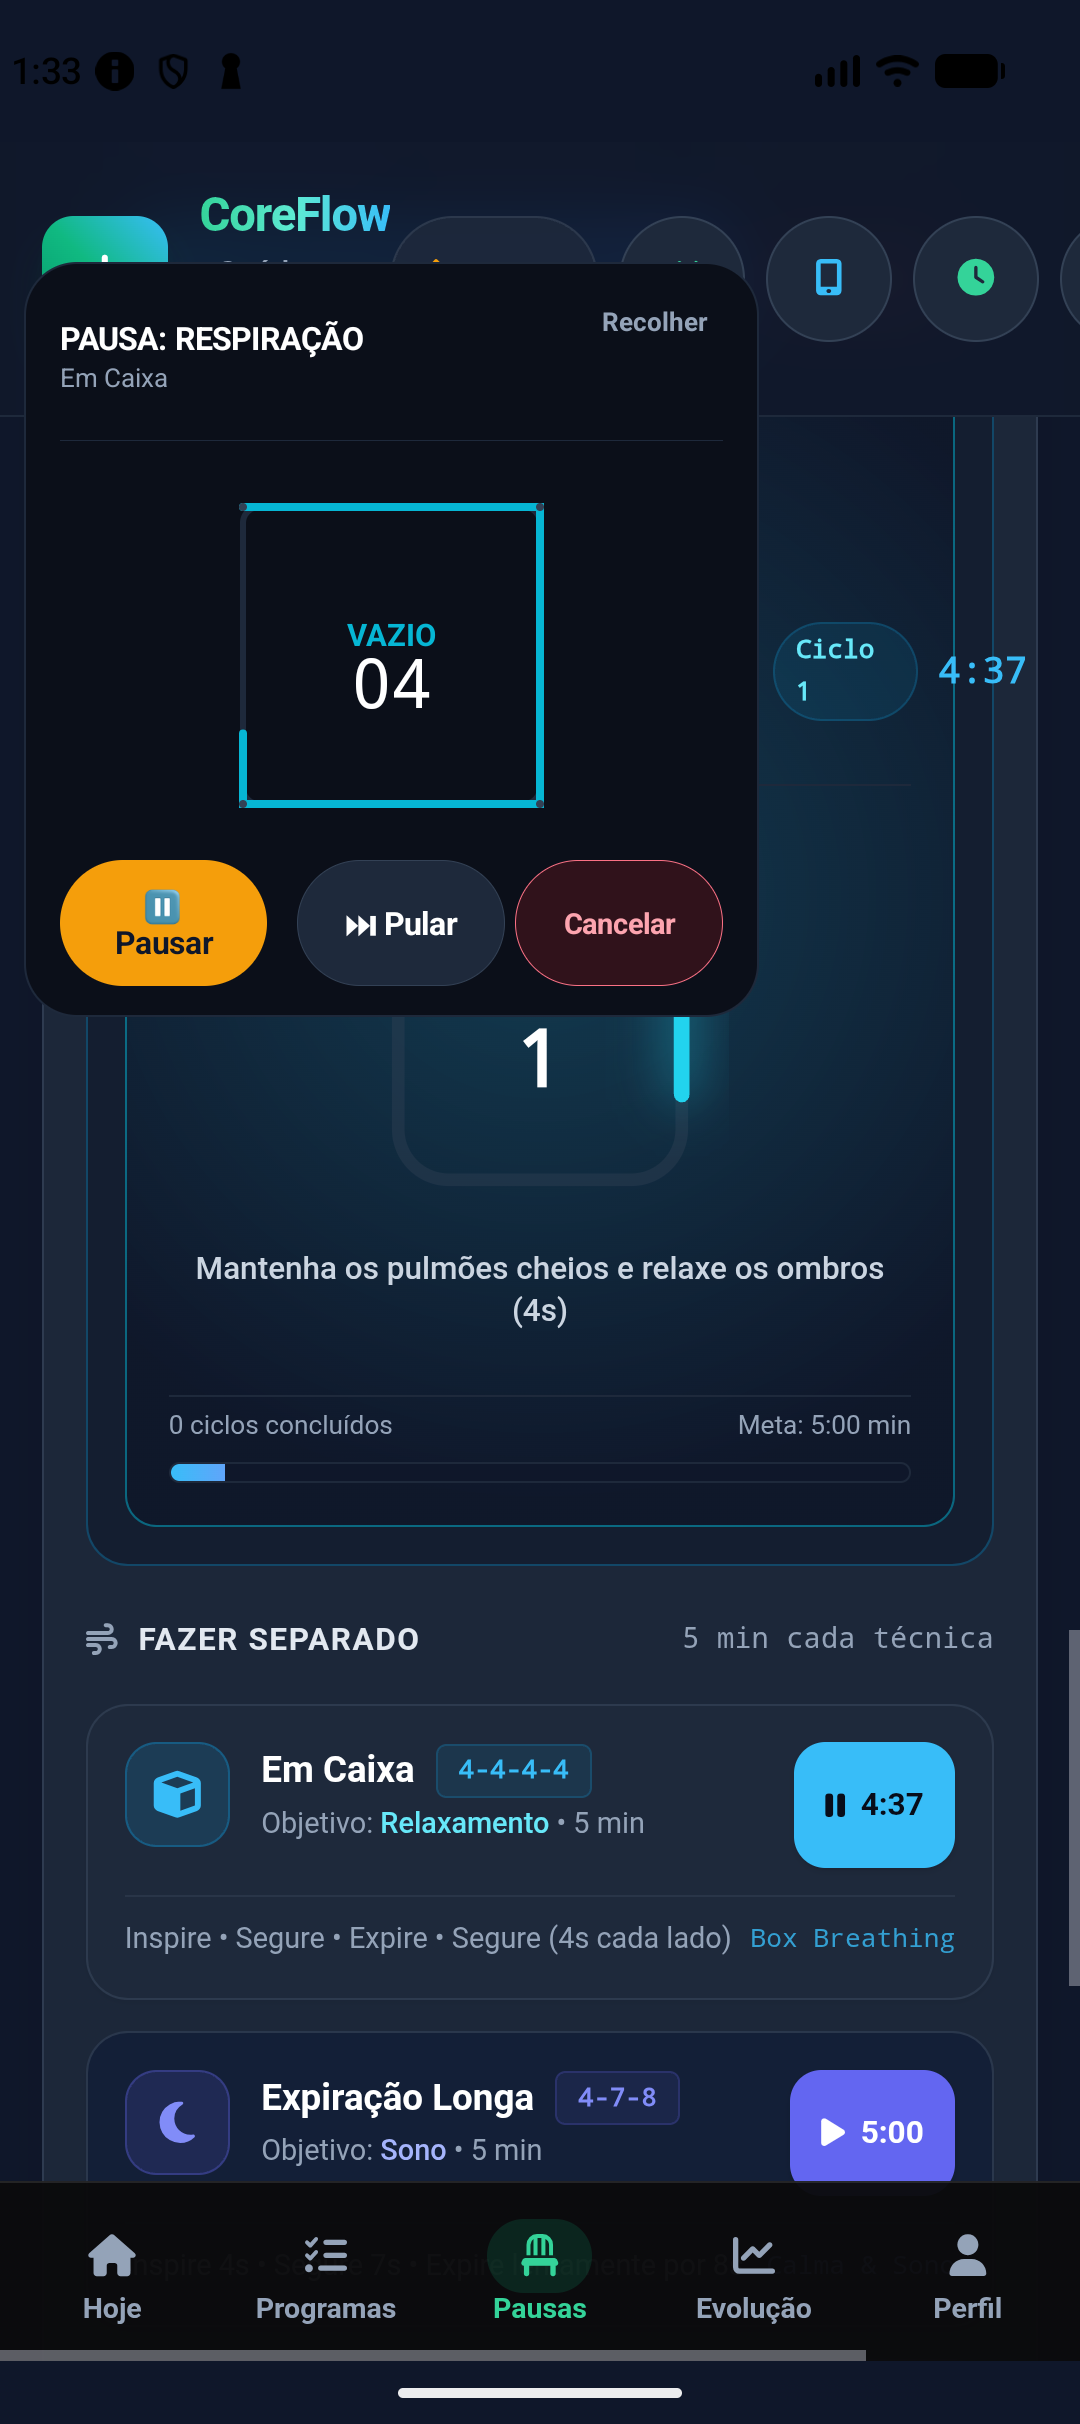 1:33
CoreFlow
PAUSA: RESPIRAÇÃO
Recolher
Em Caixa
VAZIO
04
Ciclo
1
4:37
Pausar
Pular
Cancelar
1
Mantenha os pulmões cheios e relaxe os ombros
(4s)
0 ciclos concluídos
Meta: 5:00 min
FAZER SEPARADO
5 min cada técnica
Em Caixa
4-4-4-4
Objetivo: Relaxamento • 5 min
4:37
Inspire • Segure • Expire • Segure (4s cada lado)
Box Breathing
Expiração Longa
4-7-8
Objetivo: Sono • 5 min
5:00
Hoje
Programas
Pausas
Evolução
Perfil